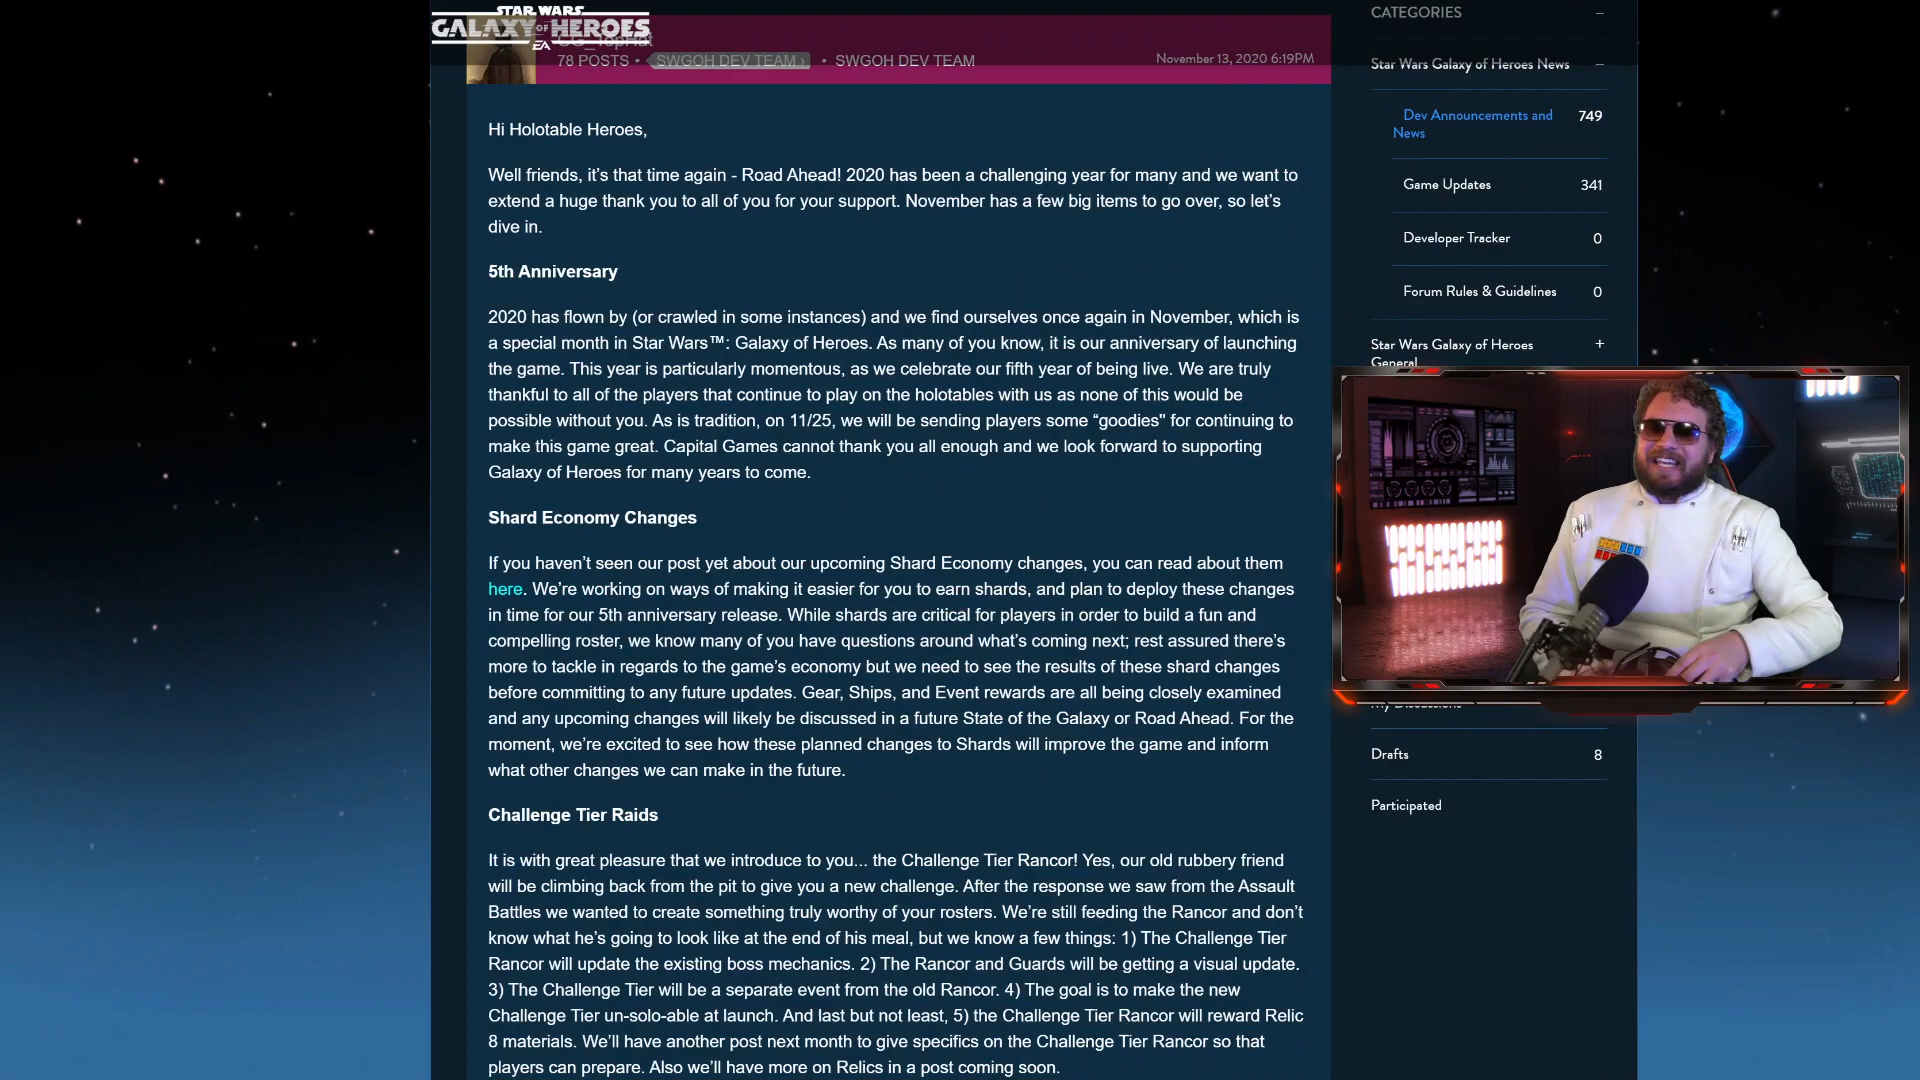 STAR WARS
GALAXY OF HEROES
EA
CG_TopHat
78 POSTS • SWGOH DEV TEAM › • SWGOH DEV TEAM
November 13, 2020 6:19PM
Hi Holotable Heroes,
Well friends, it’s that time again - Road Ahead! 2020 has been a challenging year for many and we want to
extend a huge thank you to all of you for your support. November has a few big items to go over, so let’s
dive in.
5th Anniversary
2020 has flown by (or crawled in some instances) and we find ourselves once again in November, which is
a special month in Star Wars™: Galaxy of Heroes. As many of you know, it is our anniversary of launching
the game. This year is particularly momentous, as we celebrate our fifth year of being live. We are truly
thankful to all of the players that continue to play on the holotables with us as none of this would be
possible without you. As is tradition, on 11/25, we will be sending players some “goodies" for continuing to
make this game great. Capital Games cannot thank you all enough and we look forward to supporting
Galaxy of Heroes for many years to come.
Shard Economy Changes
If you haven’t seen our post yet about our upcoming Shard Economy changes, you can read about them
here. We’re working on ways of making it easier for you to earn shards, and plan to deploy these changes
in time for our 5th anniversary release. While shards are critical for players in order to build a fun and
compelling roster, we know many of you have questions around what’s coming next; rest assured there’s
more to tackle in regards to the game’s economy but we need to see the results of these shard changes
before committing to any future updates. Gear, Ships, and Event rewards are all being closely examined
and any upcoming changes will likely be discussed in a future State of the Galaxy or Road Ahead. For the
moment, we’re excited to see how these planned changes to Shards will improve the game and inform
what other changes we can make in the future.
Challenge Tier Raids
It is with great pleasure that we introduce to you... the Challenge Tier Rancor! Yes, our old rubbery friend
will be climbing back from the pit to give you a new challenge. After the response we saw from the Assault
Battles we wanted to create something truly worthy of your rosters. We’re still feeding the Rancor and don’t
know what he’s going to look like at the end of his meal, but we know a few things: 1) The Challenge Tier
Rancor will update the existing boss mechanics. 2) The Rancor and Guards will be getting a visual update.
3) The Challenge Tier will be a separate event from the old Rancor. 4) The goal is to make the new
Challenge Tier un-solo-able at launch. And last but not least, 5) the Challenge Tier Rancor will reward Relic
8 materials. We’ll have another post next month to give specifics on the Challenge Tier Rancor so that
players can prepare. Also we’ll have more on Relics in a post coming soon.
CATEGORIES –
Star Wars Galaxy of Heroes News –
Dev Announcements and 749
News
Game Updates 341
Developer Tracker 0
Forum Rules & Guidelines 0
Star Wars Galaxy of Heroes +
General
My Discussions
Drafts 8
Participated